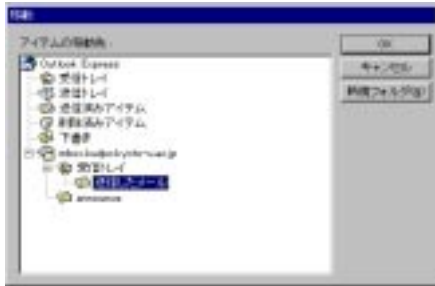 移動
アイテムの移動先:
Outlook Express
受信トレイ
送信トレイ
送信済みアイテム
削除済みアイテム
下書き
受信トレイ
announce
OK
キャンセル
新規フォルダ(N)